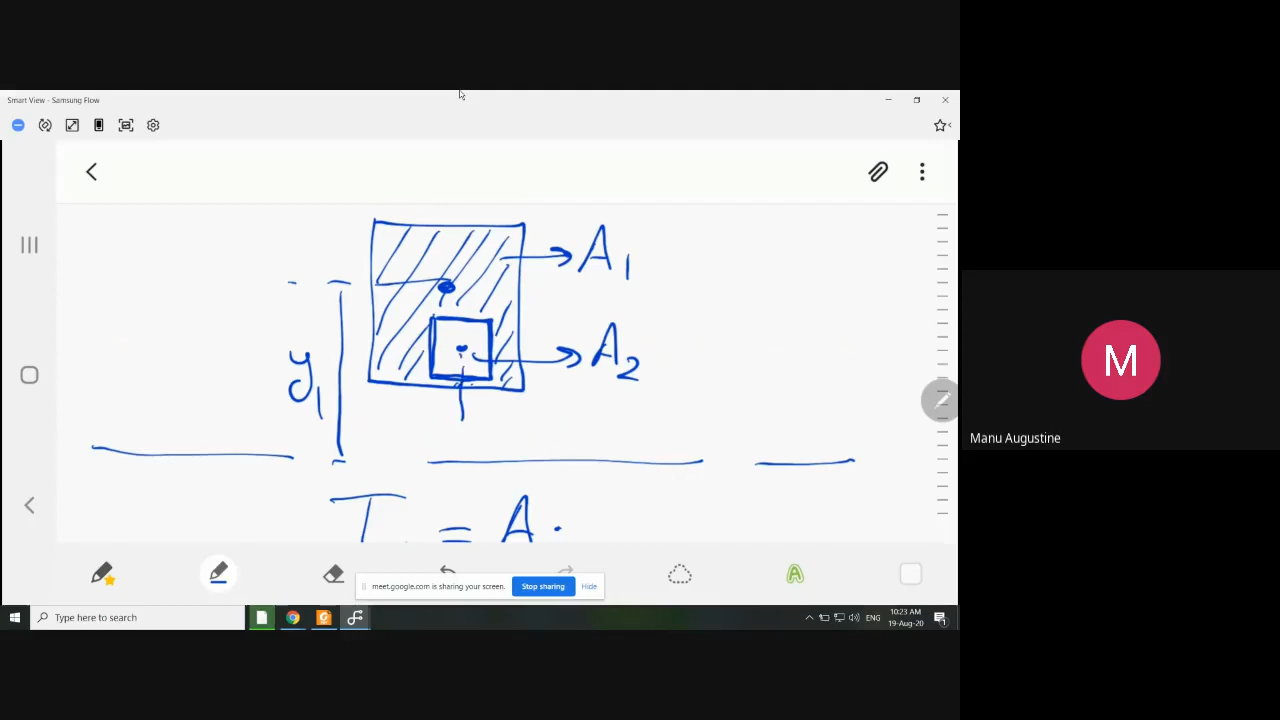 Smart View - Samsung Flow
A1
A2
y1
= A
Manu Augustine
meet.google.com is sharing your screen.
Stop sharing
Hide
Type here to search
ENG
10:23 AM
19-Aug-20
M